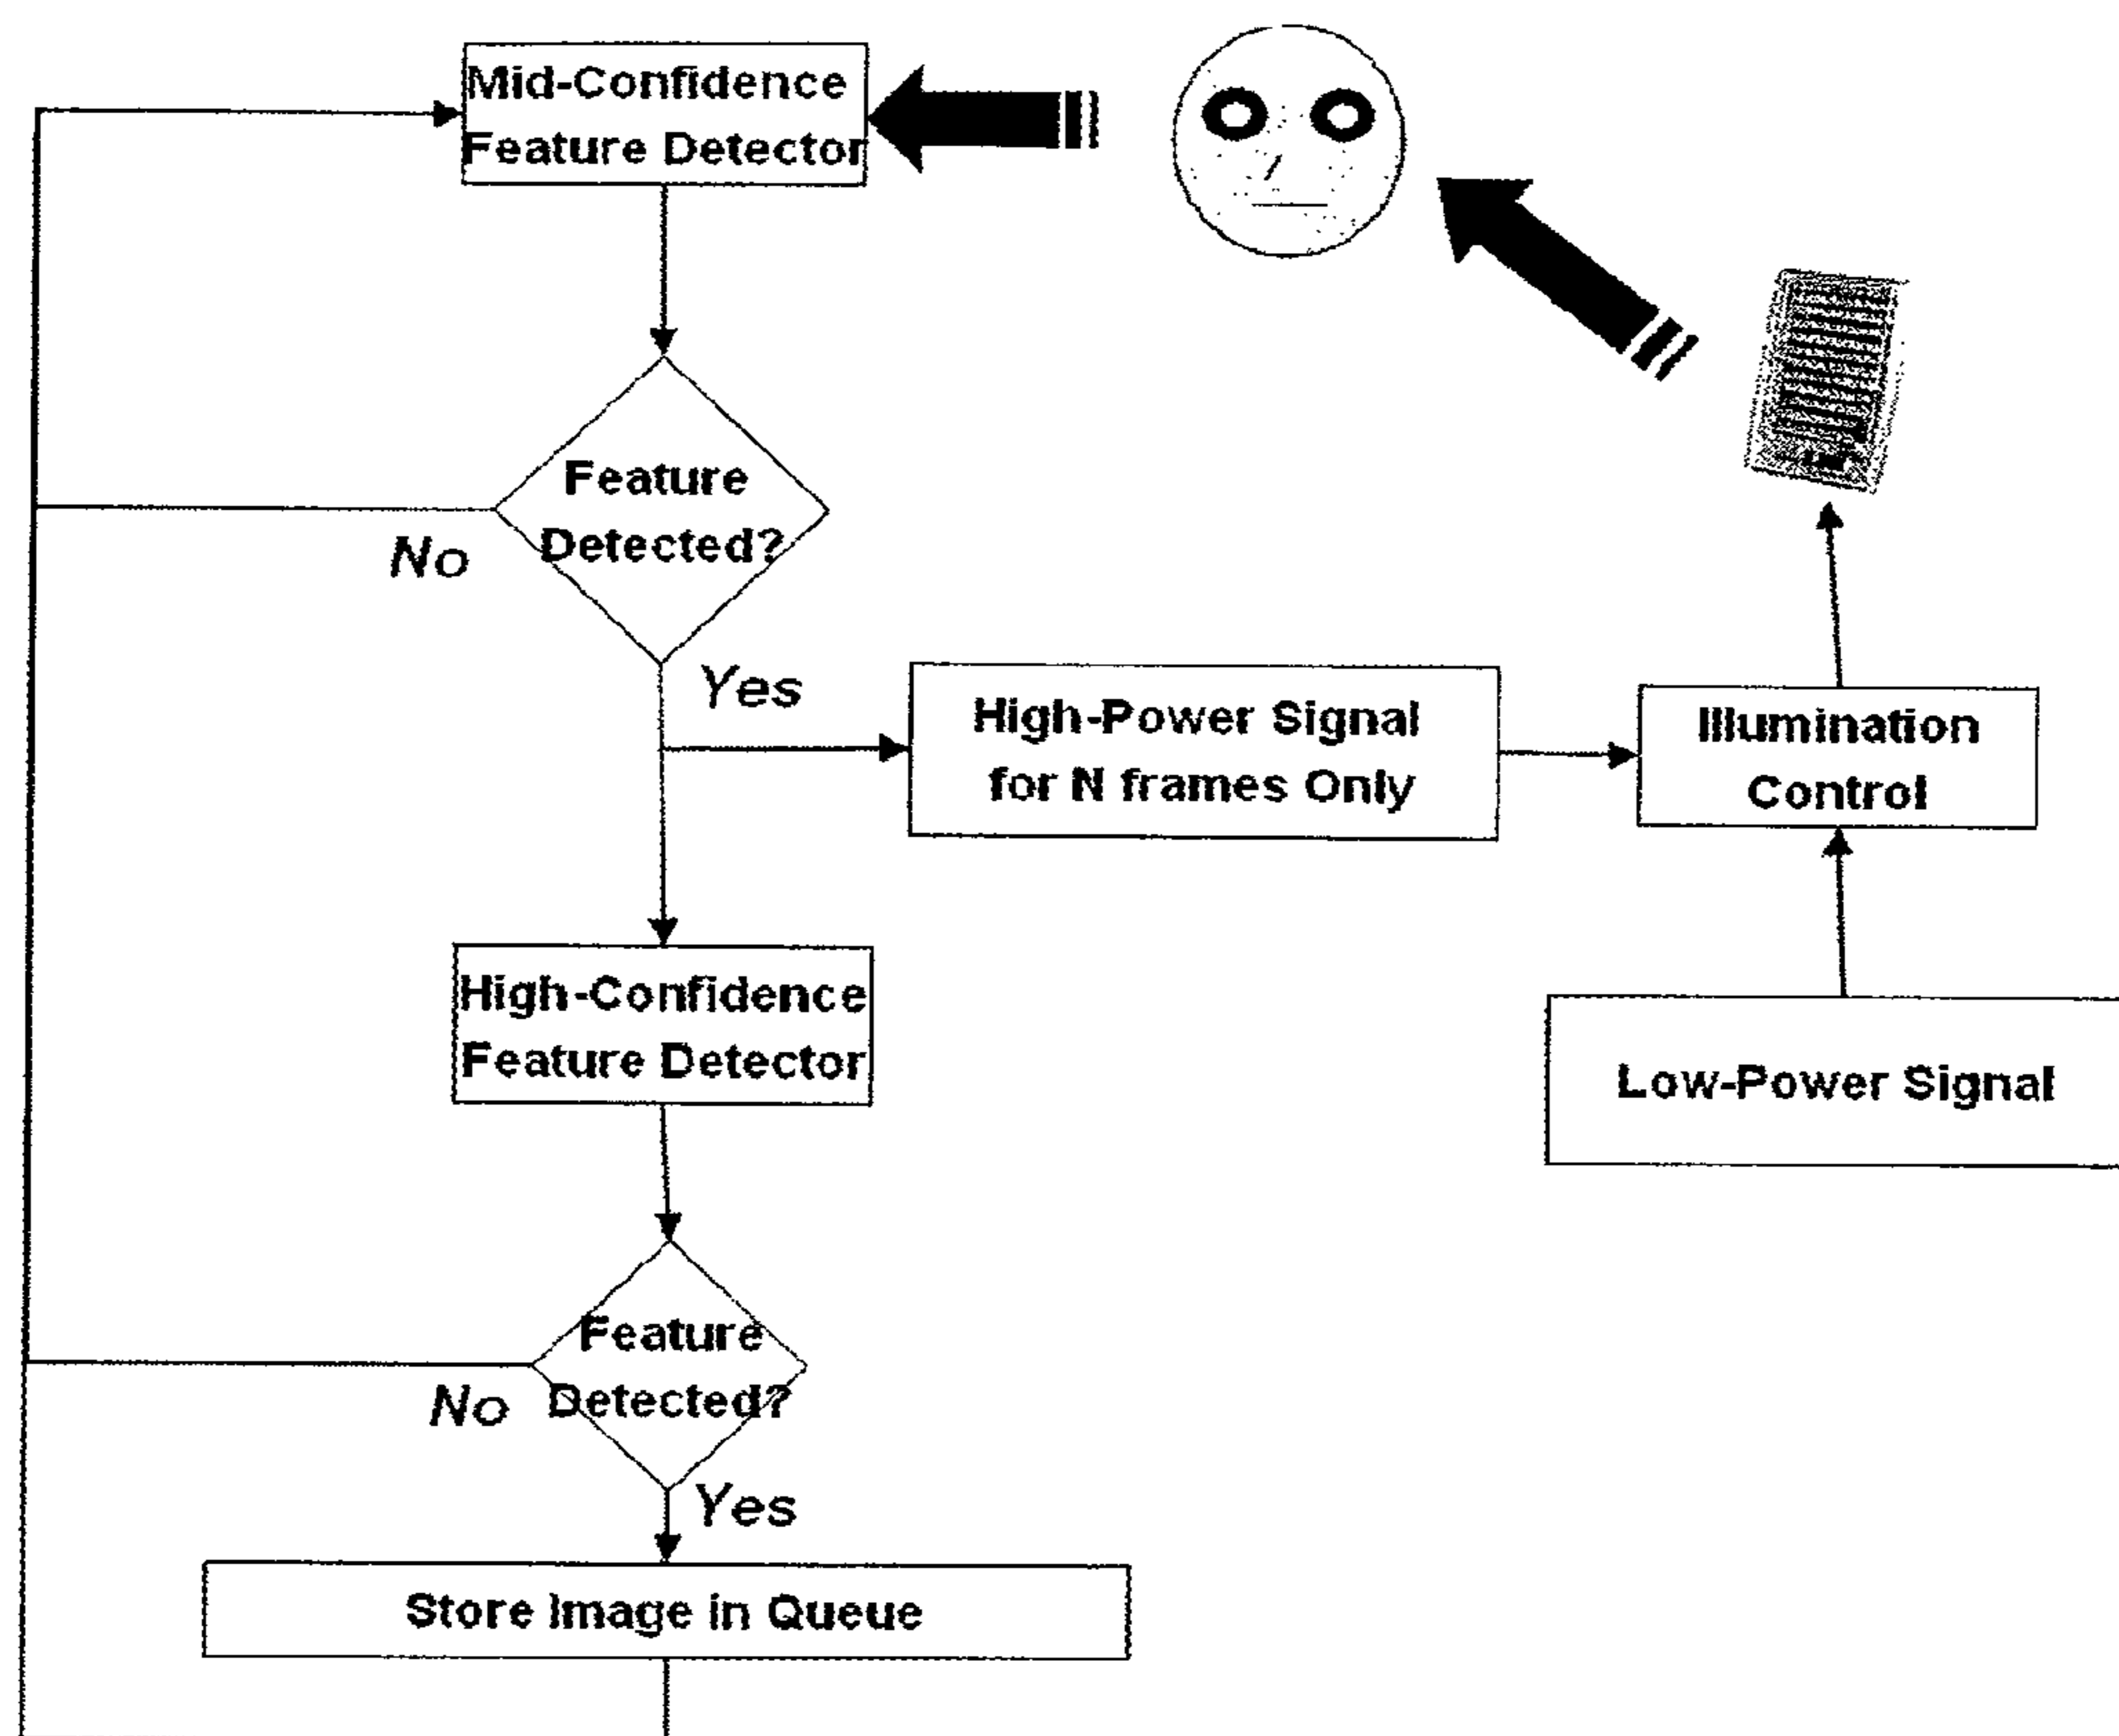 Mid-Confidence
Feature Detector
Feature
Detected?
No
Yes
High-Power Signal
for N frames Only
Illumination
Control
High-Confidence
Feature Detector
Low-Power Signal
Feature
Detected?
No
Yes
Store Image in Queue